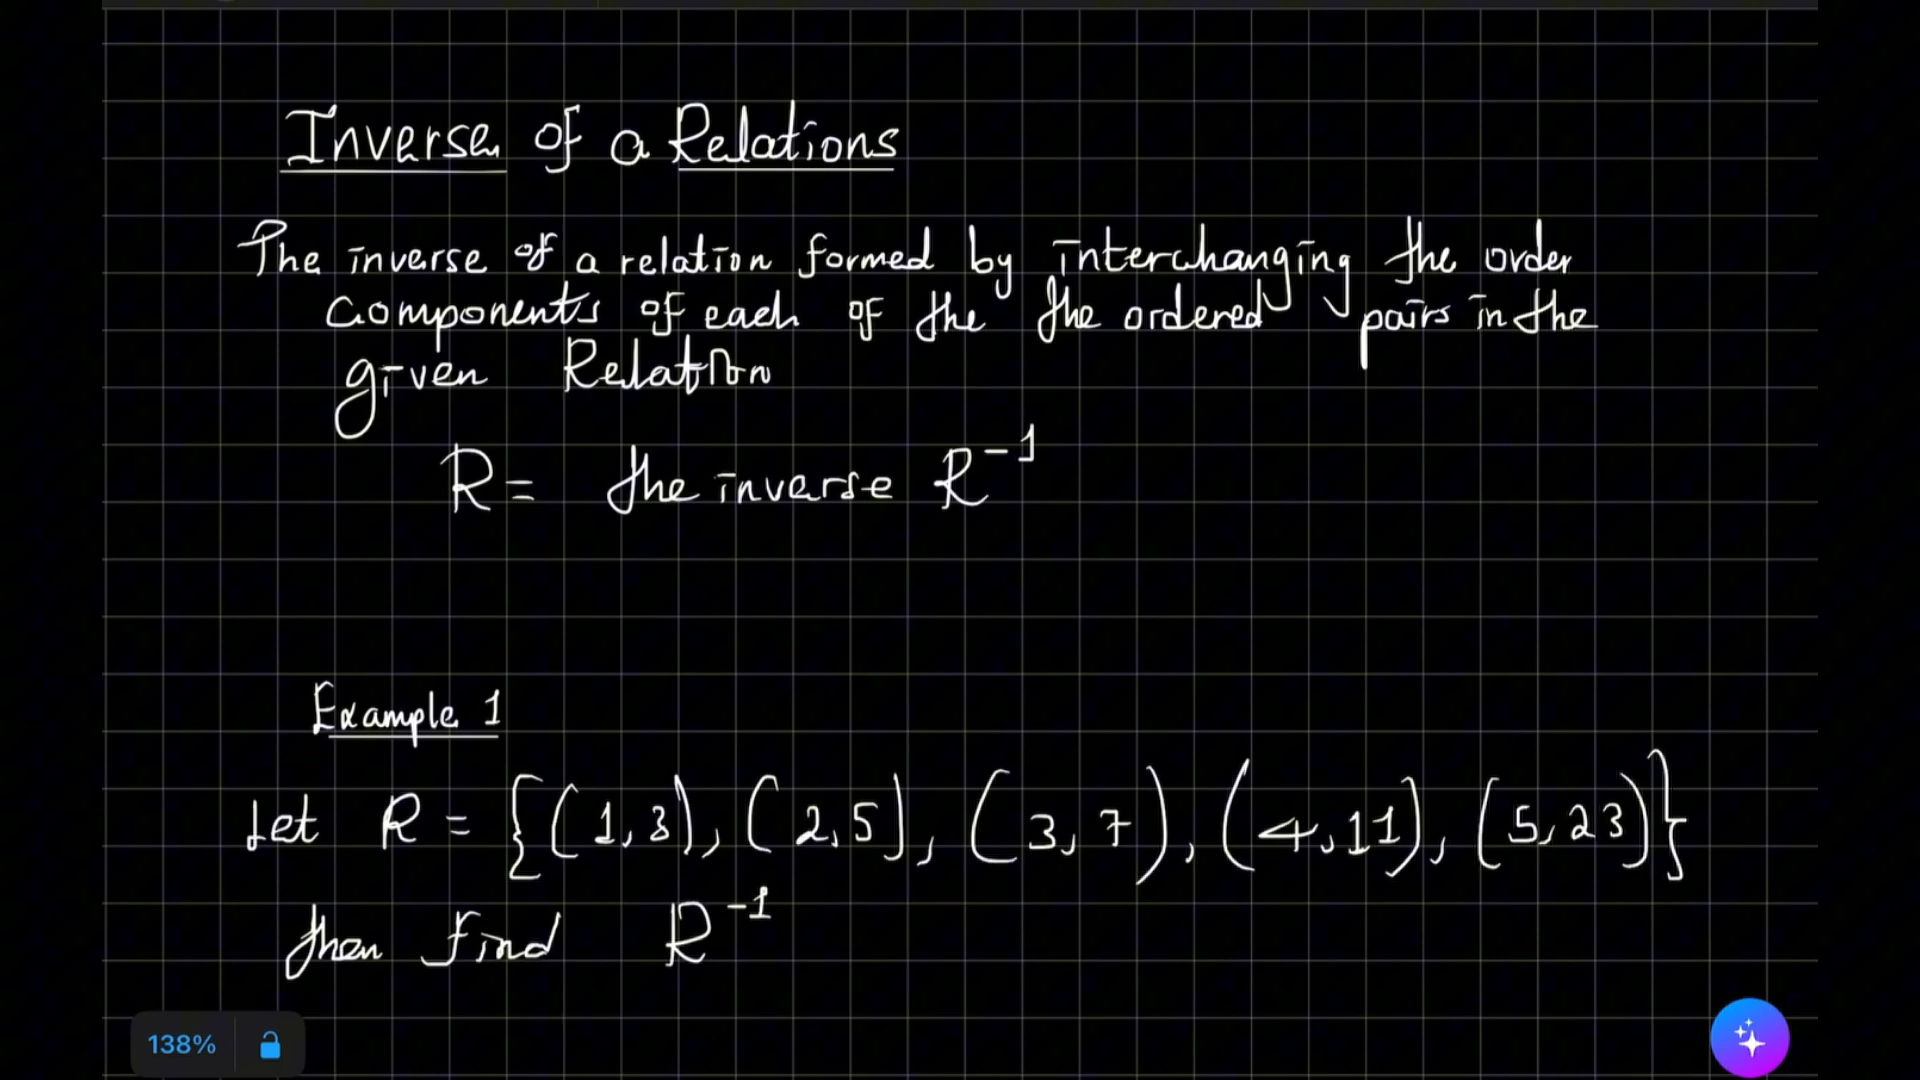 Inverse of a Relations
The inverse of a relation formed by interchanging the order
components of each of the the ordered pairs in the
given Relation
R = the inverse R⁻¹
Example 1
Let R = {(1,3), (2,5), (3,7), (4,11), (5,23)}
then find R⁻¹
138%